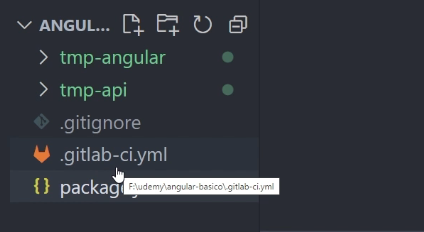 ANGUL...
tmp-angular
tmp-api
.gitignore
.gitlab-ci.yml
package
F:\udemy\angular-basico\.gitlab-ci.yml